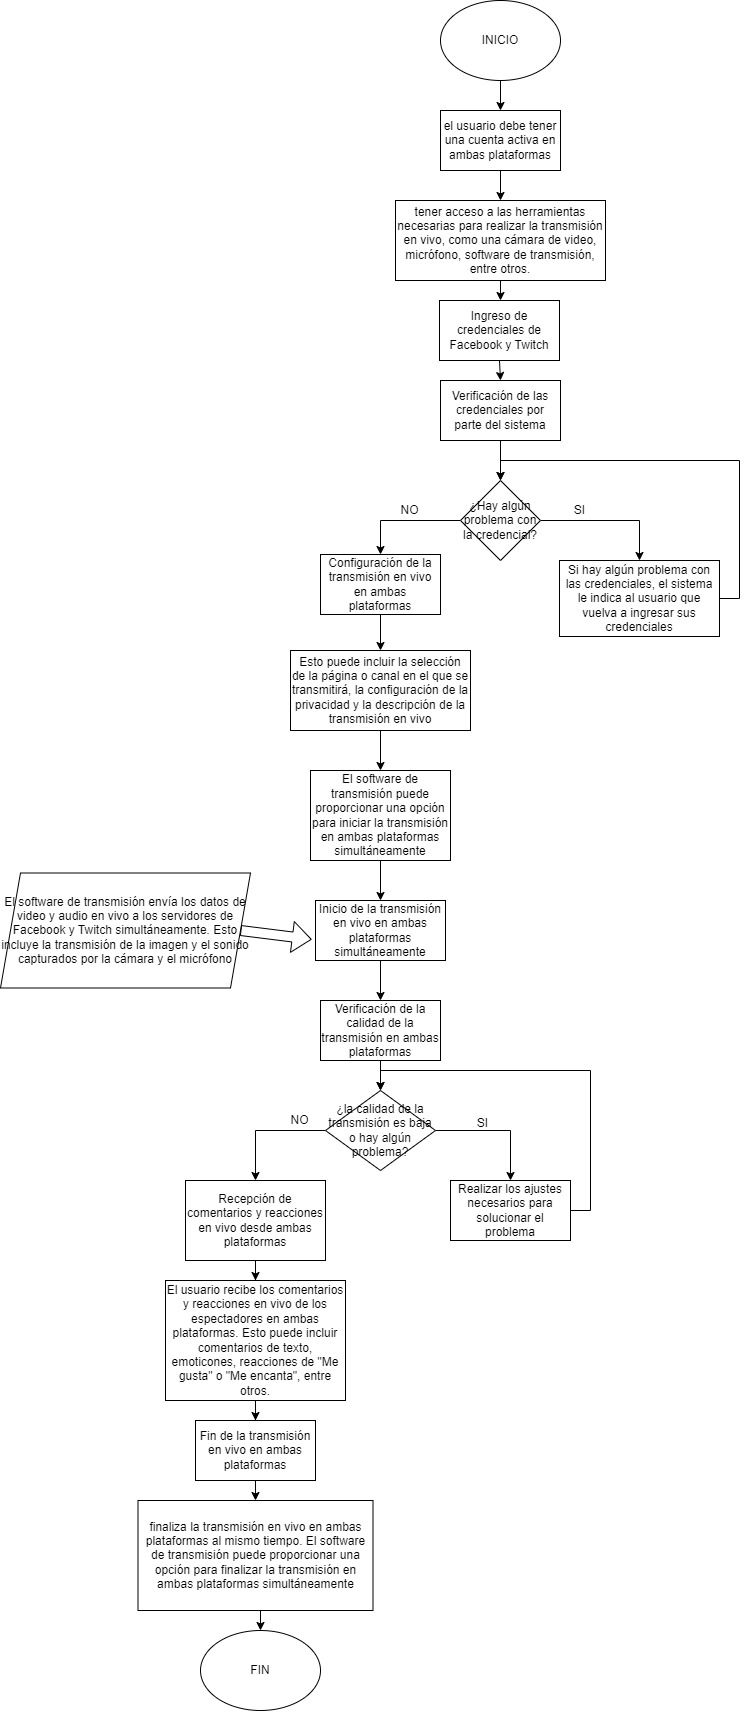 INICIO
el usuario debe tener
una cuenta activa en
ambas plataformas
tener acceso a las herramientas
necesarias para realizar la transmisión
en vivo, como una cámara de video,
micrófono, software de transmisión,
entre otros.
Ingreso de
credenciales de
Facebook y Twitch
Verificación de las
credenciales por
parte del sistema
¿Hay algún
problema con
la credencial?
NO
SI
Configuración de la
transmisión en vivo
en ambas
plataformas
Si hay algún problema con
las credenciales, el sistema
le indica al usuario que
vuelva a ingresar sus
credenciales
Esto puede incluir la selección
de la página o canal en el que se
transmitirá, la configuración de la
privacidad y la descripción de la
transmisión en vivo
El software de
transmisión puede
proporcionar una opción
para iniciar la transmisión
en ambas plataformas
simultáneamente
El software de transmisión envía los datos de
video y audio en vivo a los servidores de
Facebook y Twitch simultáneamente. Esto
incluye la transmisión de la imagen y el sonido
capturados por la cámara y el micrófono
Inicio de la transmisión
en vivo en ambas
plataformas
simultáneamente
Verificación de la
calidad de la
transmisión en ambas
plataformas
¿la calidad de la
transmisión es baja
o hay algún
problema?
NO
SI
Recepción de
comentarios y reacciones
en vivo desde ambas
plataformas
Realizar los ajustes
necesarios para
solucionar el
problema
El usuario recibe los comentarios
y reacciones en vivo de los
espectadores en ambas
plataformas. Esto puede incluir
comentarios de texto,
emoticones, reacciones de "Me
gusta" o "Me encanta", entre
otros.
Fin de la transmisión
en vivo en ambas
plataformas
finaliza la transmisión en vivo en ambas
plataformas al mismo tiempo. El software
de transmisión puede proporcionar una
opción para finalizar la transmisión en
ambas plataformas simultáneamente
FIN